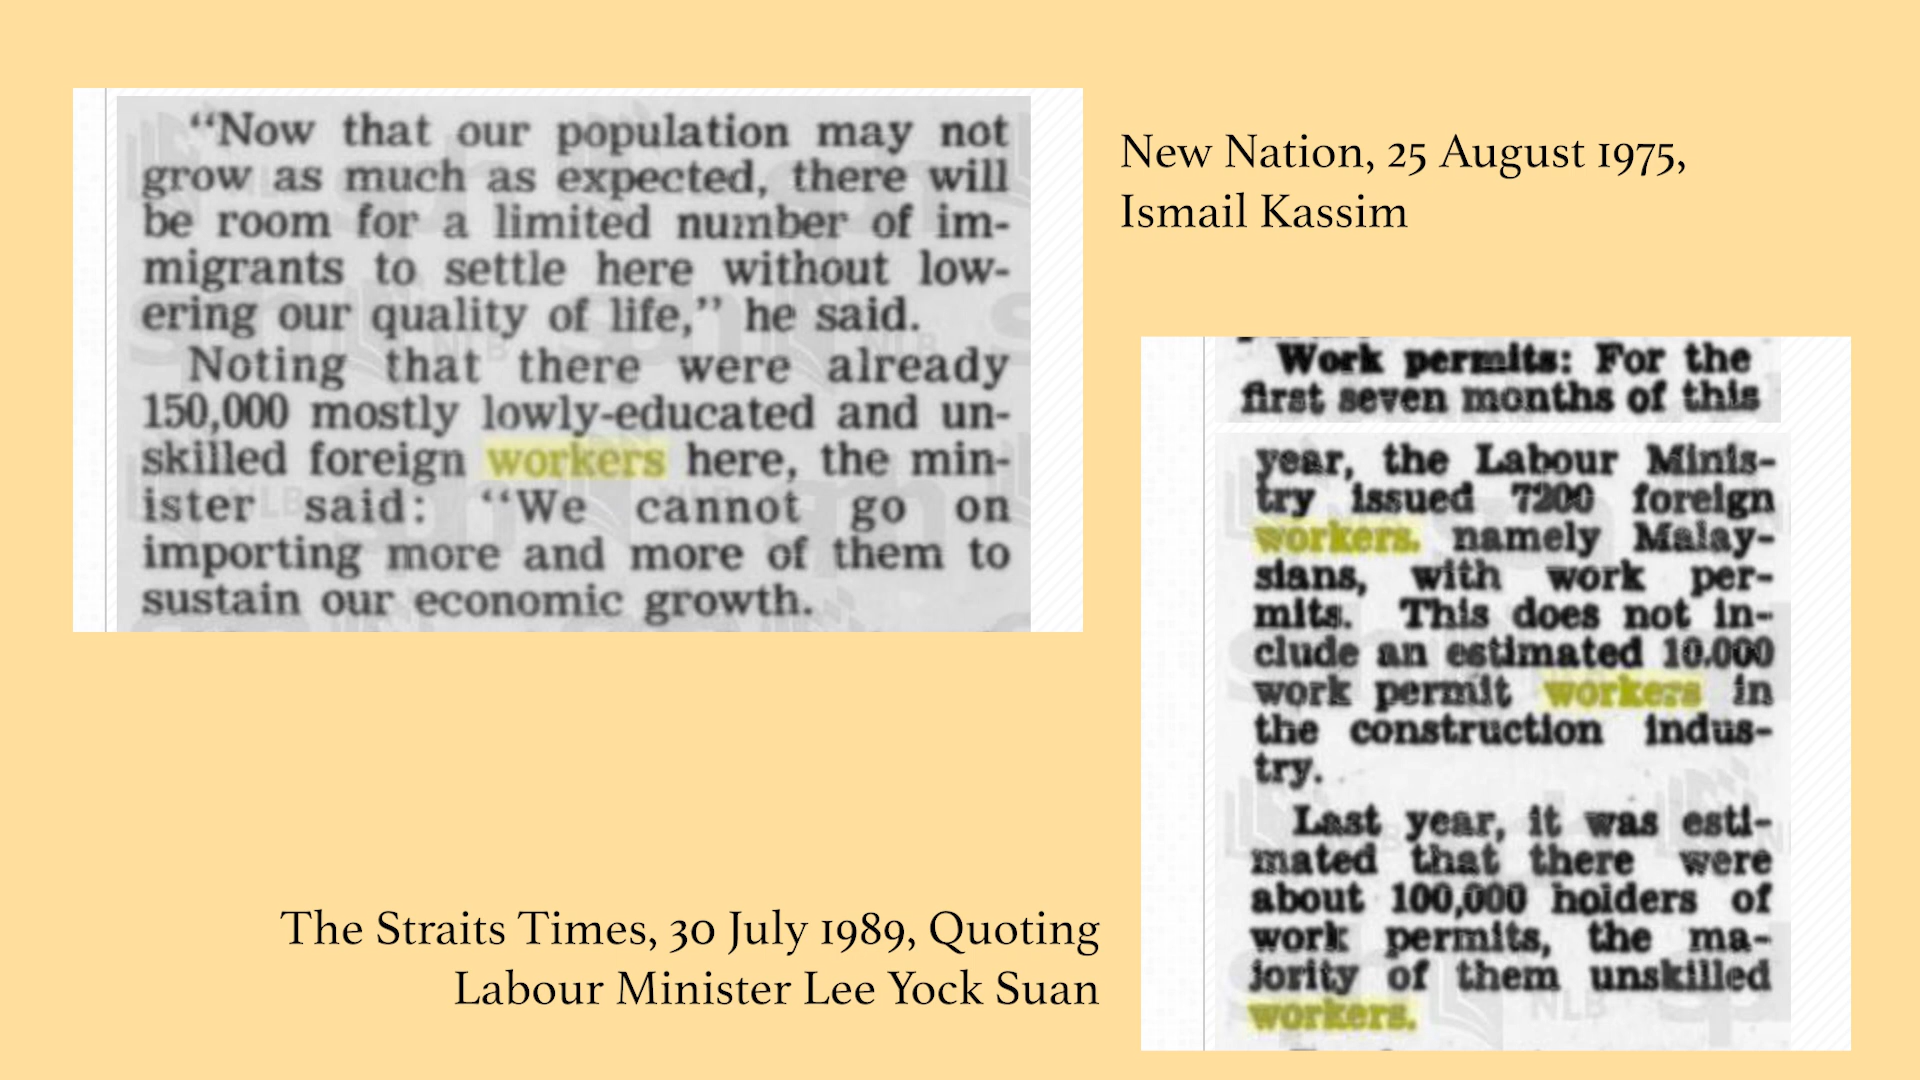 “Now that our population may not
grow as much as expected, there will
be room for a limited number of im-
migrants to settle here without low-
ering our quality of life,” he said.
Noting that there were already
150,000 mostly lowly-educated and un-
skilled foreign workers here, the min-
ister said: “We cannot go on
importing more and more of them to
sustain our economic growth.
New Nation, 25 August 1975,
Ismail Kassim
Work permits: For the
first seven months of this
year, the Labour Minis-
try issued 7200 foreign
workers, namely Malay-
sians, with work per-
mits. This does not in-
clude an estimated 10,000
work permit workers in
the construction indus-
try.
Last year, it was esti-
mated that there were
about 100,000 holders of
work permits, the ma-
jority of them unskilled
workers.
The Straits Times, 30 July 1989, Quoting
Labour Minister Lee Yock Suan